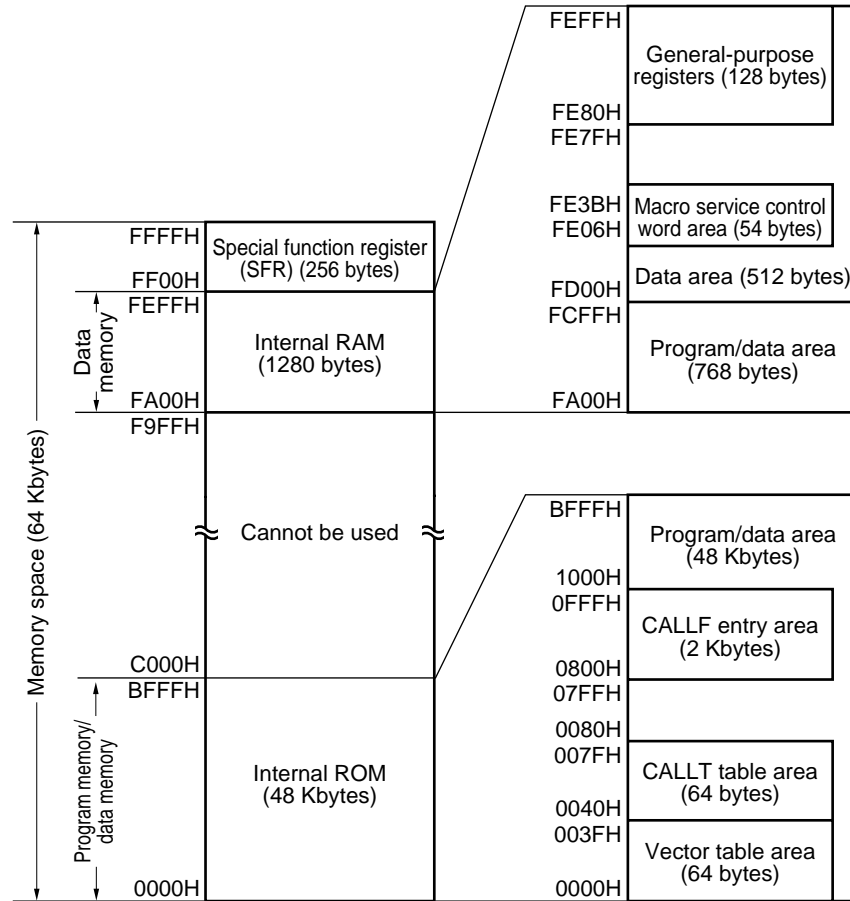 Memory space (64 Kbytes)
Data
memory
Program memory/
data memory
FFFFH
FF00H
FEFFH
FA00H
F9FFH
C000H
BFFFH
0000H
Special function register
(SFR) (256 bytes)
Internal RAM
(1280 bytes)
Cannot be used
Internal ROM
(48 Kbytes)
FEFFH
FE80H
FE7FH
FE3BH
FE06H
FD00H
FCFFH
FA00H
General-purpose
registers (128 bytes)
Macro service control
word area (54 bytes)
Data area (512 bytes)
Program/data area
(768 bytes)
BFFFH
1000H
0FFFH
0800H
07FFH
0080H
007FH
0040H
003FH
0000H
Program/data area
(48 Kbytes)
CALLF entry area
(2 Kbytes)
CALLT table area
(64 bytes)
Vector table area
(64 bytes)